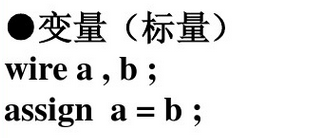 ●变量（标量）
wire a , b ;
assign  a = b ;